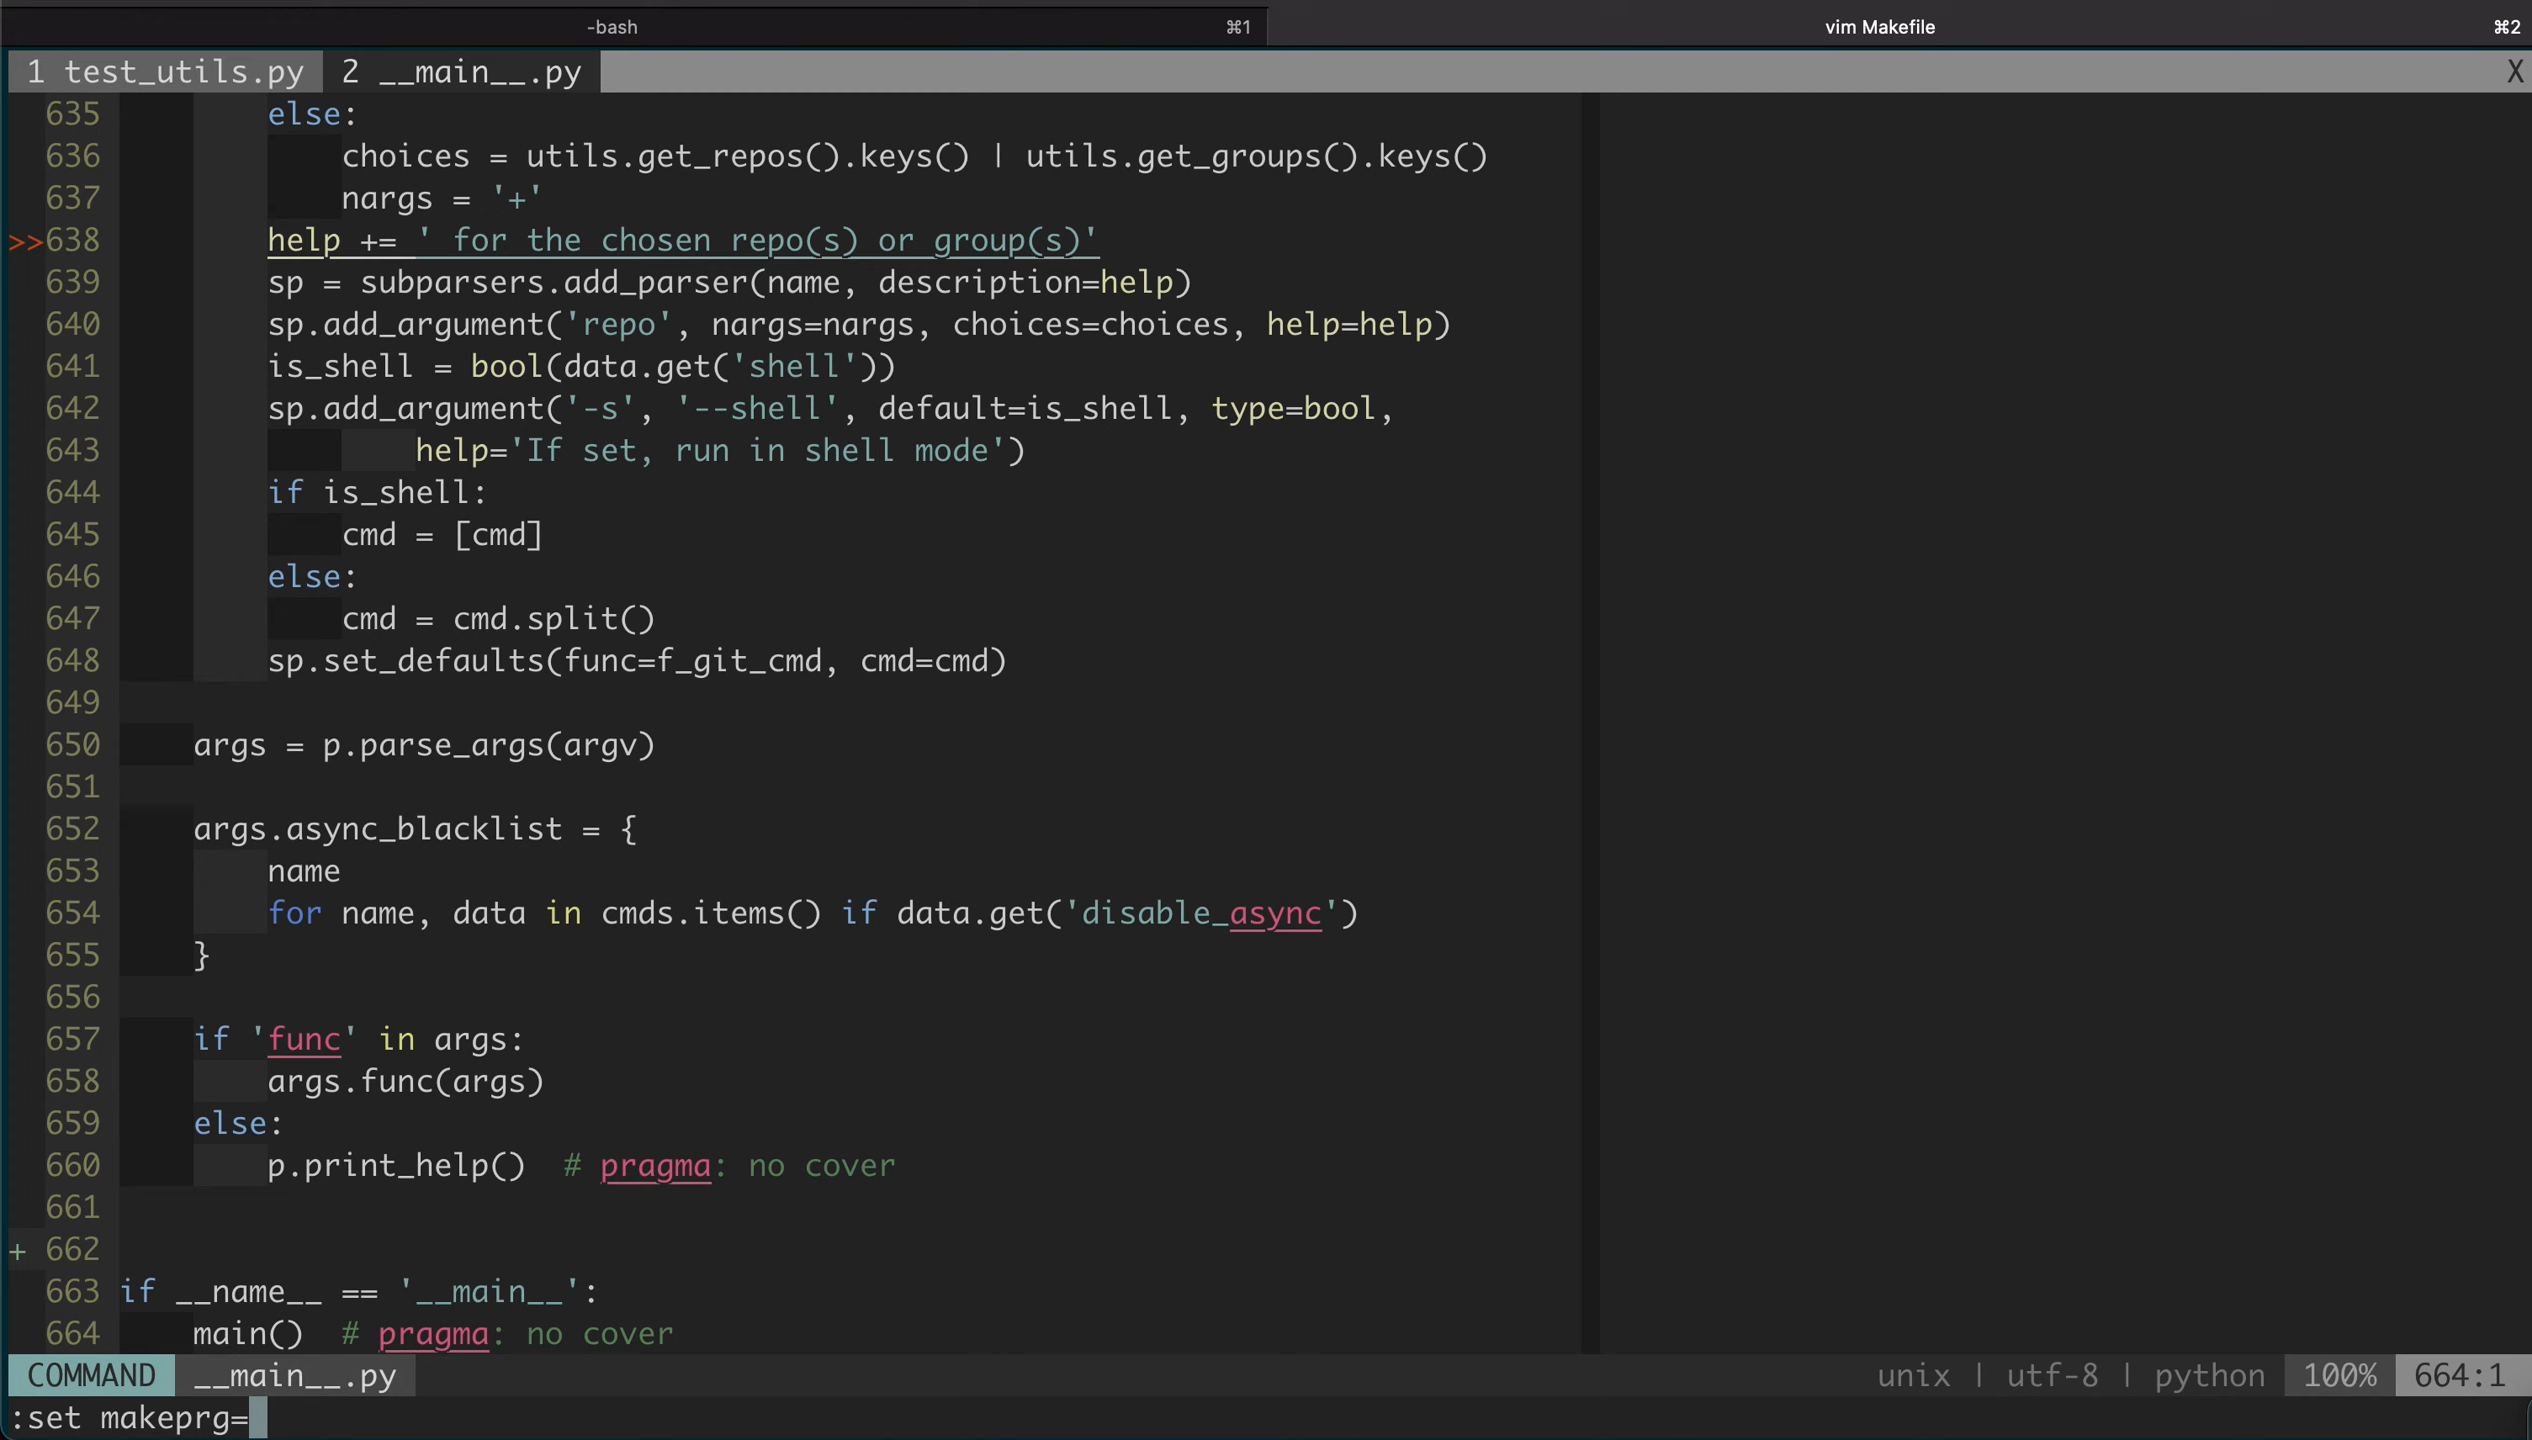 -bash ⌘1 vim Makefile ⌘2
1 test_utils.py 2 __main__.py X
635 else:
636 choices = utils.get_repos().keys() | utils.get_groups().keys()
637 nargs = '+'
>>638 help += ' for the chosen repo(s) or group(s)'
639 sp = subparsers.add_parser(name, description=help)
640 sp.add_argument('repo', nargs=nargs, choices=choices, help=help)
641 is_shell = bool(data.get('shell'))
642 sp.add_argument('-s', '--shell', default=is_shell, type=bool,
643 help='If set, run in shell mode')
644 if is_shell:
645 cmd = [cmd]
646 else:
647 cmd = cmd.split()
648 sp.set_defaults(func=f_git_cmd, cmd=cmd)
649
650 args = p.parse_args(argv)
651
652 args.async_blacklist = {
653 name
654 for name, data in cmds.items() if data.get('disable_async')
655 }
656
657 if 'func' in args:
658 args.func(args)
659 else:
660 p.print_help()  # pragma: no cover
661
+ 662
663 if __name__ == '__main__':
664 main()  # pragma: no cover
COMMAND __main__.py unix | utf-8 | python 100% 664:1
:set makeprg=